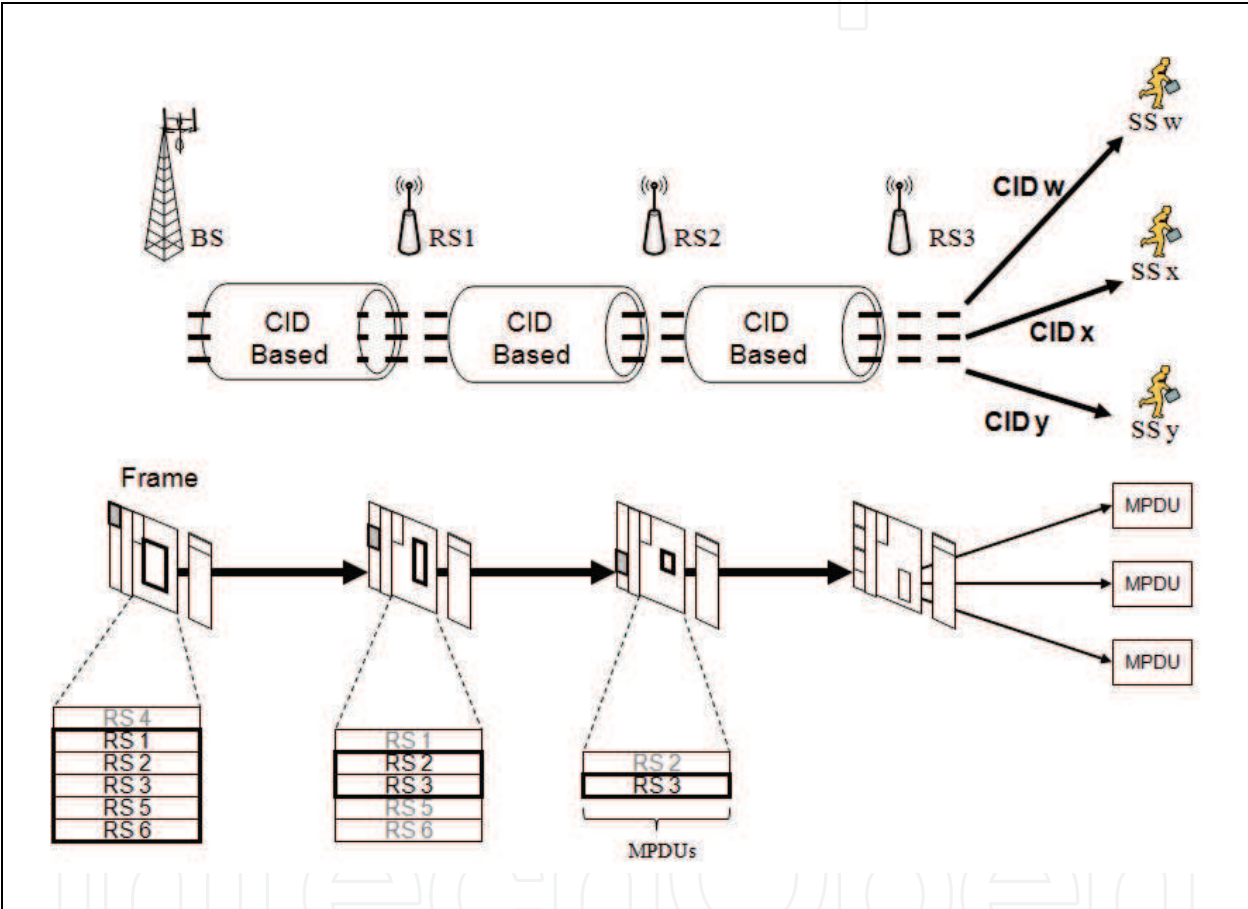 SS w
CID w
BS
RS1
RS2
RS3
SS x
CID
Based
CID
Based
CID
Based
CID x
CID y
SS y
Frame
MPDU
MPDU
MPDU
RS 4
RS 1
RS 2
RS 3
RS 5
RS 6
RS 1
RS 2
RS 3
RS 5
RS 6
RS 2
RS 3
MPDUs